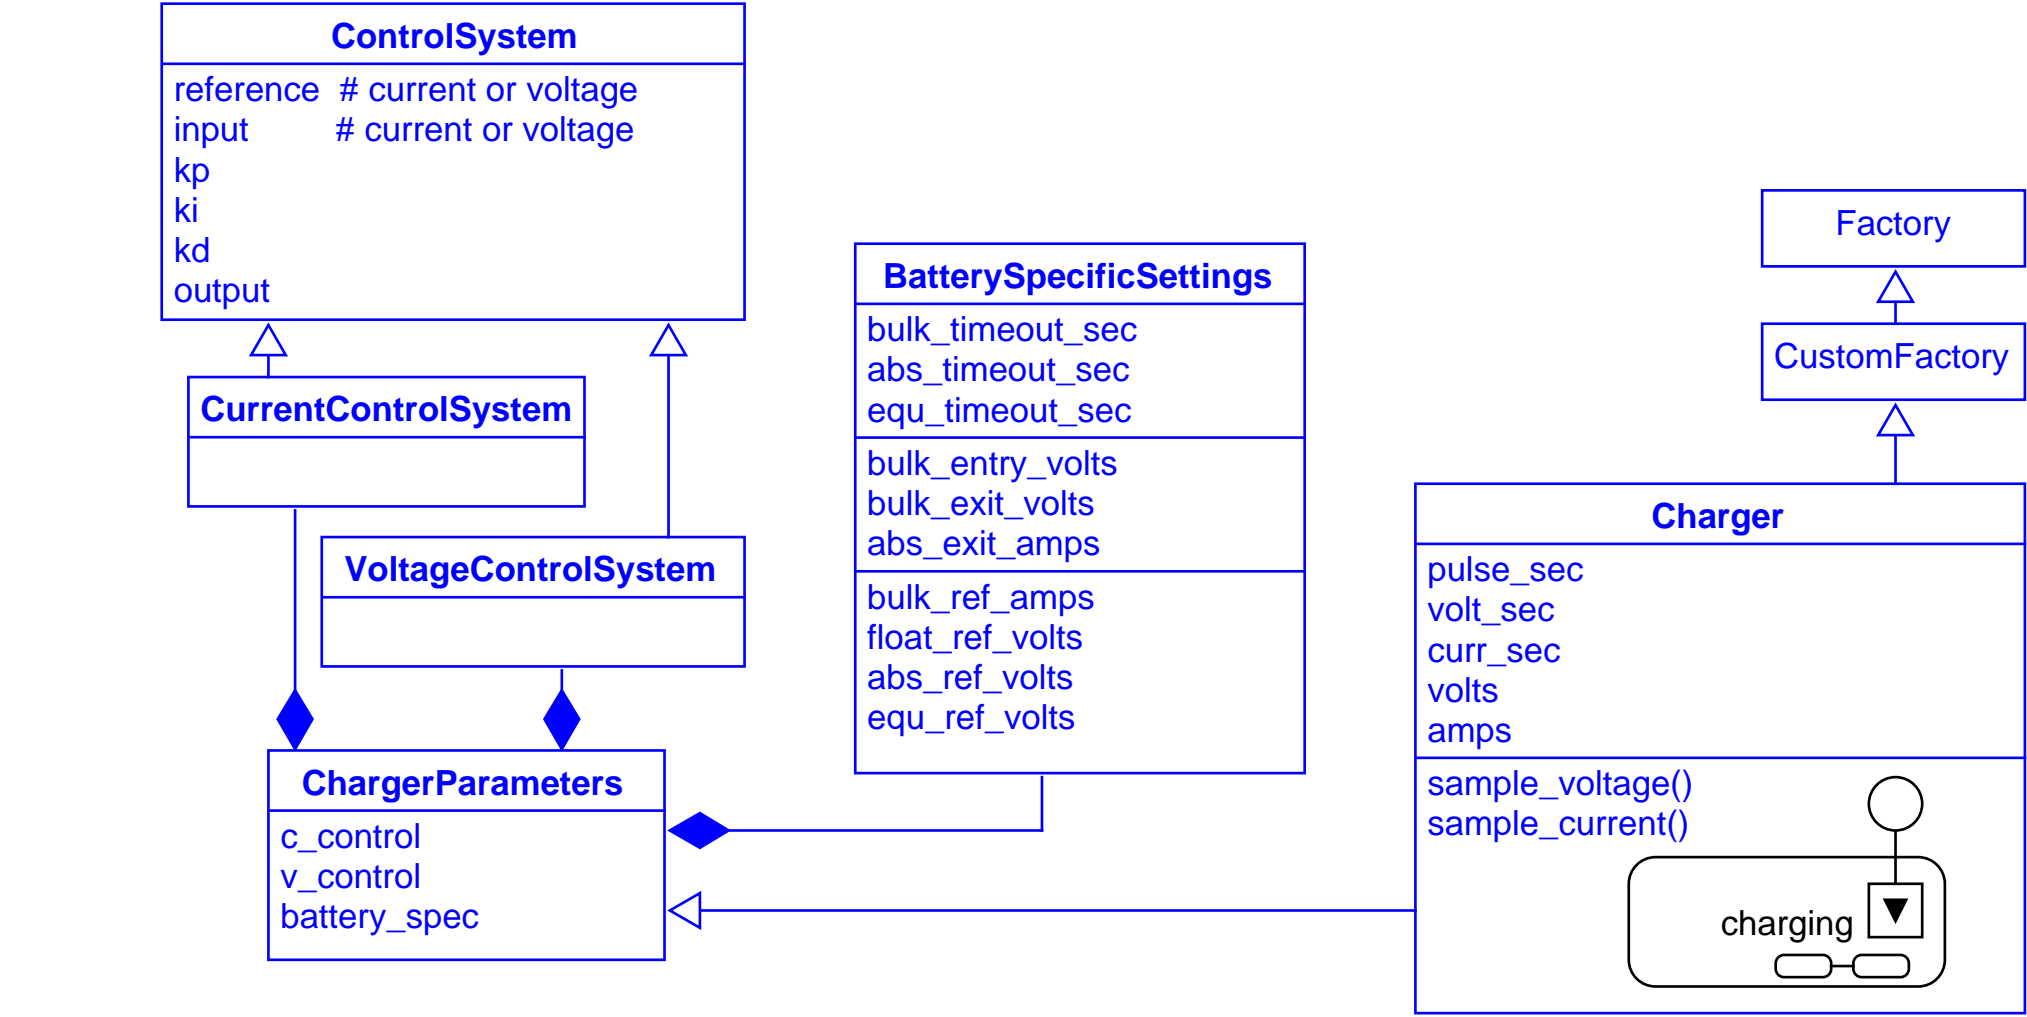 ControlSystem
reference # current or voltage
input # current or voltage
kp
ki
kd
output
CurrentControlSystem
VoltageControlSystem
ChargerParameters
c_control
v_control
battery_spec
BatterySpecificSettings
bulk_timeout_sec
abs_timeout_sec
equ_timeout_sec
bulk_entry_volts
bulk_exit_volts
abs_exit_amps
bulk_ref_amps
float_ref_volts
abs_ref_volts
equ_ref_volts
Factory
CustomFactory
Charger
pulse_sec
volt_sec
curr_sec
volts
amps
sample_voltage()
sample_current()
charging